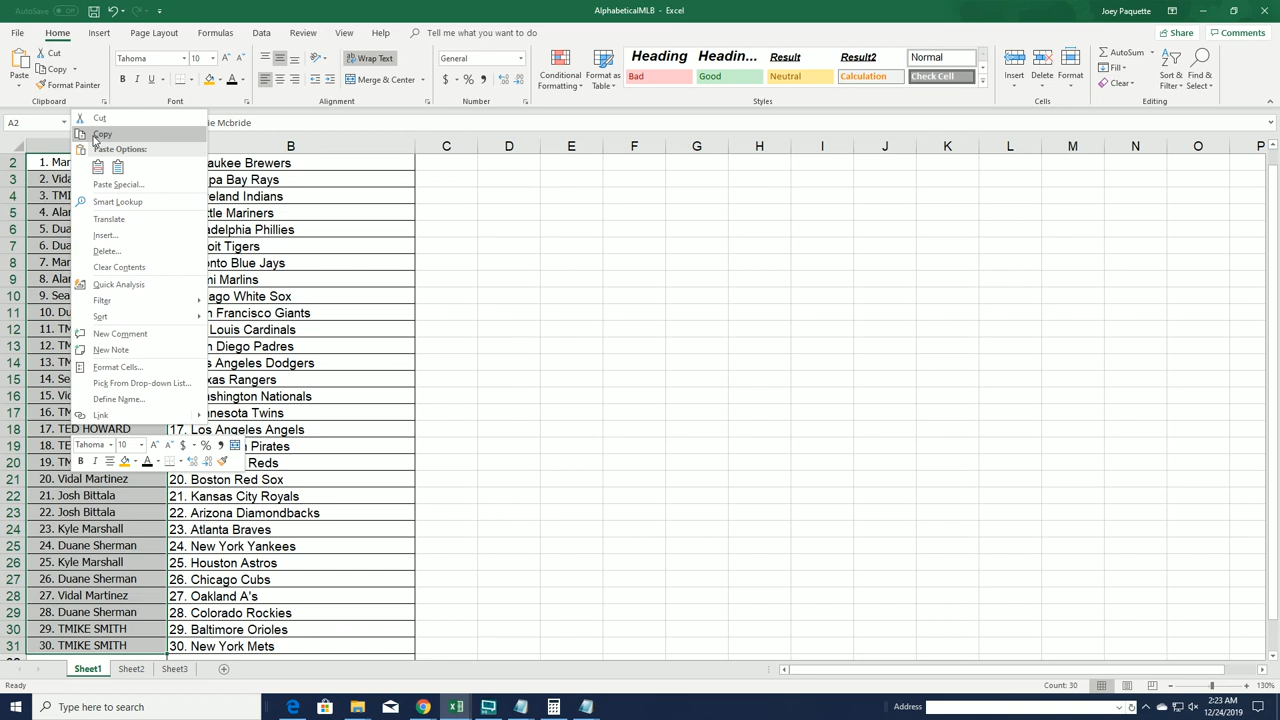 AutoSave Off
AlphabeticalMLB - Excel
Joey Paquette
File Home Insert Page Layout Formulas Data Review View Help Tell me what you want to do
Share Comments
Paste
Cut
Copy
Format Painter
Clipboard
Tahoma 10
B I U
Font
Wrap Text
Merge & Center
Alignment
General
$ % ,
Number
Conditional Formatting
Format as Table
Heading Headin... Result Result2 Normal
Bad Good Neutral Calculation Check Cell
Styles
Insert Delete Format
Cells
AutoSum
Fill
Clear
Sort & Filter
Find & Select
Editing
A2
ie Mcbride
B C D E F G H I J K L M N O P
2 1. Mar waukee Brewers
3 2. Vida pa Bay Rays
4 3. TMI eland Indians
5 4. Alar ttle Mariners
6 5. Dua adelphia Phillies
7 6. Dua oit Tigers
8 7. Mar onto Blue Jays
9 8. Alar mi Marlins
10 9. Sea ago White Sox
11 10. Du n Francisco Giants
12 11. TM Louis Cardinals
13 12. TM n Diego Padres
14 13. TM s Angeles Dodgers
15 14. Se xas Rangers
16 15. Vic ashington Nationals
17 16. TM nnesota Twins
18 17. TED HOWARD 17. Los Angeles Angels
19 18. TE Pirates
20 19. TM Reds
21 20. Vidal Martinez 20. Boston Red Sox
22 21. Josh Bittala 21. Kansas City Royals
23 22. Josh Bittala 22. Arizona Diamondbacks
24 23. Kyle Marshall 23. Atlanta Braves
25 24. Duane Sherman 24. New York Yankees
26 25. Kyle Marshall 25. Houston Astros
27 26. Duane Sherman 26. Chicago Cubs
28 27. Vidal Martinez 27. Oakland A's
29 28. Duane Sherman 28. Colorado Rockies
30 29. TMIKE SMITH 29. Baltimore Orioles
31 30. TMIKE SMITH 30. New York Mets
Cut
Copy
Paste Options:
Paste Special...
Smart Lookup
Translate
Insert...
Delete...
Clear Contents
Quick Analysis
Filter
Sort
New Comment
New Note
Format Cells...
Pick From Drop-down List...
Define Name...
Link
Tahoma 10 $ % ,
B I A
Sheet1 Sheet2 Sheet3
Ready
Count: 30
130%
Type here to search
Address
2:23 AM
12/24/2019